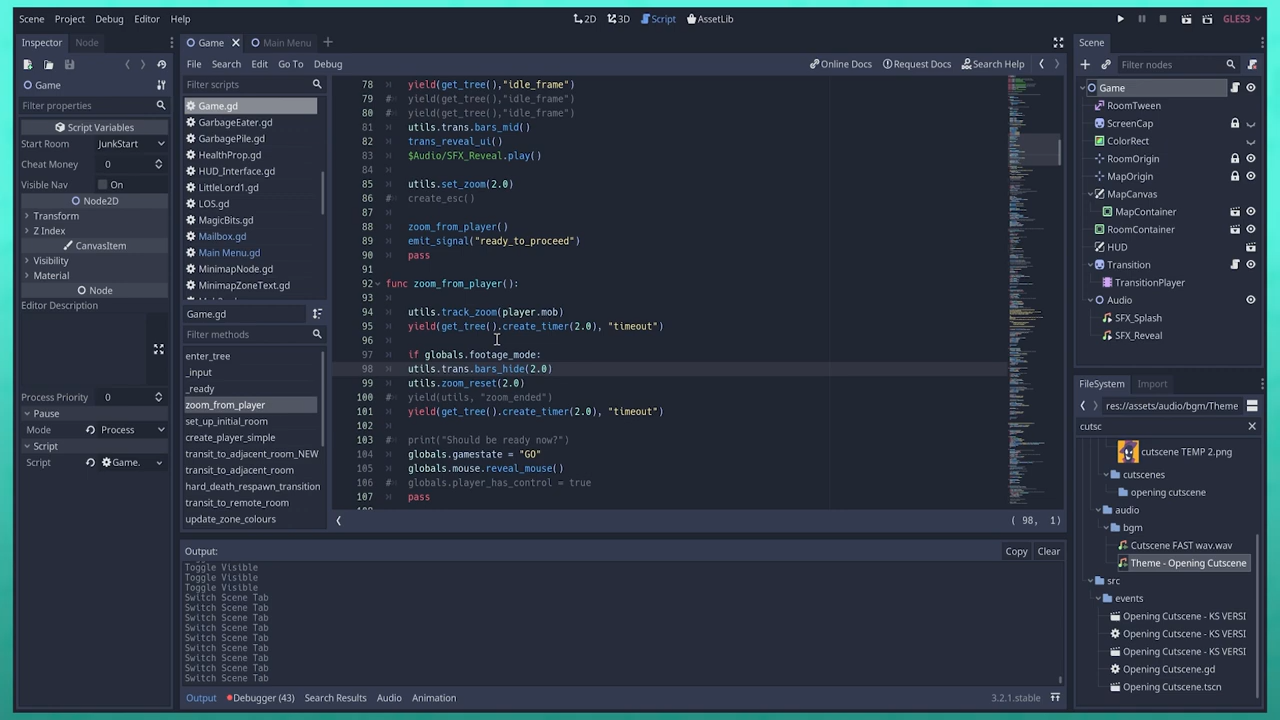 Scene Project Debug Editor Help
2D 3D Script AssetLib
GLES3
Inspector Node
Game
Filter properties
Script Variables
Start Room JunkStart
Cheat Money 0
Visible Nav On
Node2D
Transform
Z Index
CanvasItem
Visibility
Material
Node
Editor Description
Process Priority 0
Pause
Mode Process
Script
Script Game.
Game Main Menu
File Search Edit Go To Debug
Online Docs Request Docs Search Help
Filter scripts
Game.gd
GarbageEater.gd
GarbagePile.gd
HealthProp.gd
HUD_Interface.gd
LittleLord1.gd
LOS.gd
MagicBits.gd
Mailbox.gd
Main Menu.gd
MinimapNode.gd
MinimapZoneText.gd
Game.gd
Filter methods
enter_tree
_input
_ready
zoom_from_player
set_up_initial_room
create_player_simple
transit_to_adjacent_room_NEW
transit_to_adjacent_room
hard_death_respawn_transition
transit_to_remote_room
update_zone_colours
78 yield(get_tree(),"idle_frame")
79 # yield(get_tree(),"idle_frame")
80 # yield(get_tree(),"idle_frame")
81 utils.trans.bars_mid()
82 trans_reveal_ui()
83 $Audio/SFX_Reveal.play()
84
85 utils.set_zoom(2.0)
86 # create_esc()
87
88 zoom_from_player()
89 emit_signal("ready_to_proceed")
90 pass
91
92 func zoom_from_player():
93
94 utils.track_zoom(player.mob)
95 yield(get_tree().create_timer(2.0), "timeout")
96
97 if globals.footage_mode:
98 utils.trans.bars_hide(2.0)
99 utils.zoom_reset(2.0)
100 # yield(utils, "zoom_ended")
101 yield(get_tree().create_timer(2.0), "timeout")
102
103 # print("Should be ready now?")
104 globals.gamestate = "GO"
105 globals.mouse.reveal_mouse()
106 # globals.player_has_control = true
107 pass
( 98, 1)
Output:
Copy Clear
Toggle Visible
Toggle Visible
Toggle Visible
Switch Scene Tab
Switch Scene Tab
Switch Scene Tab
Switch Scene Tab
Switch Scene Tab
Switch Scene Tab
Switch Scene Tab
Switch Scene Tab
Switch Scene Tab
Output Debugger (43) Search Results Audio Animation
3.2.1.stable
Scene
Filter nodes
Game
RoomTween
ScreenCap
ColorRect
RoomOrigin
MapOrigin
MapCanvas
MapContainer
RoomContainer
HUD
Transition
TransitionPlayer
Audio
SFX_Splash
SFX_Reveal
FileSystem Import
res://assets/audio/bgm/Theme
cutsc
cutscene TEMP 2.png
cutscenes
opening cutscene
audio
bgm
Cutscene FAST wav.wav
Theme - Opening Cutscene
src
events
Opening Cutscene - KS VERSI
Opening Cutscene - KS VERSI
Opening Cutscene - KS VERSI
Opening Cutscene.gd
Opening Cutscene.tscn